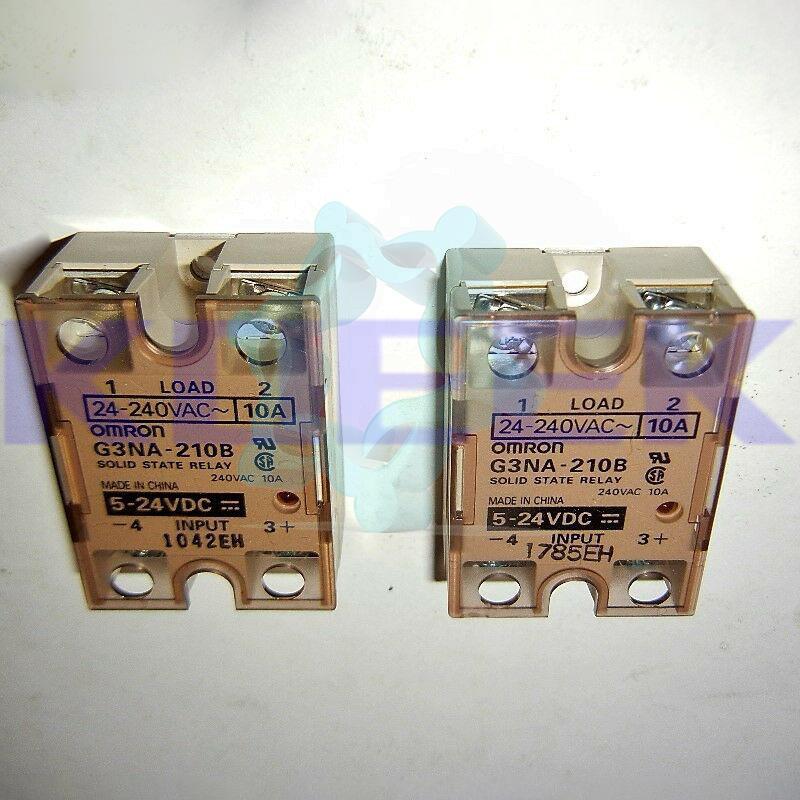 1 LOAD 2
24-240VAC~ 10A
OMRON
G3NA-210B
SOLID STATE RELAY
240VAC 10A
MADE IN CHINA
5-24VDC
-4 INPUT 3+
1042EH
1 LOAD 2
24-240VAC~ 10A
OMRON
G3NA-210B
SOLID STATE RELAY
240VAC 10A
MADE IN CHINA
5-24VDC
-4 INPUT 3+
1785EH